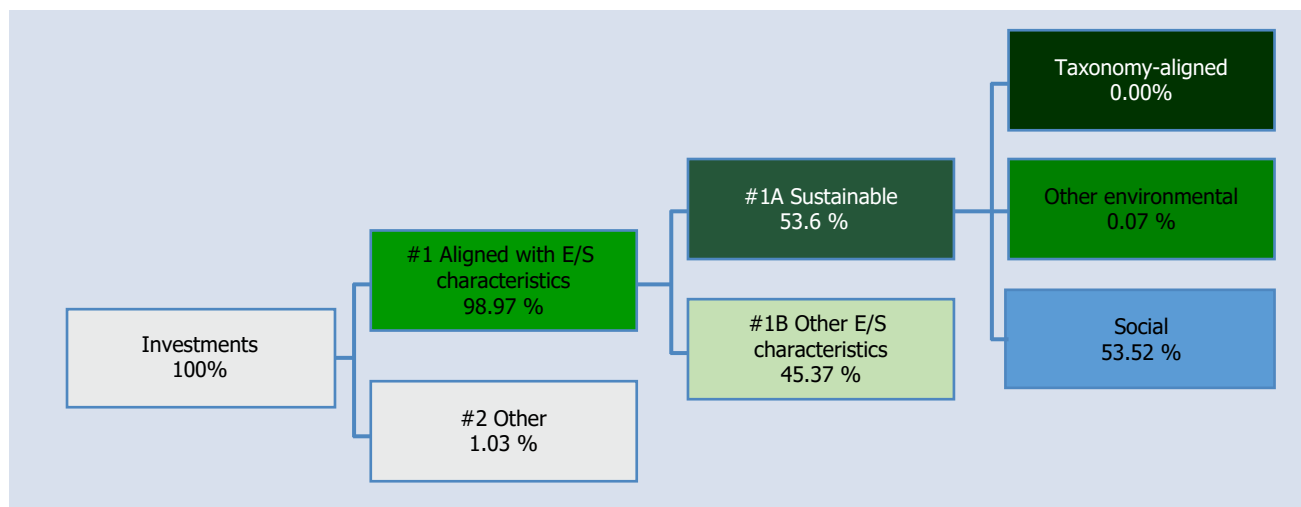 Investments
100%
#1 Aligned with E/S
characteristics
98.97 %
#2 Other
1.03 %
#1A Sustainable
53.6 %
#1B Other E/S
characteristics
45.37 %
Taxonomy-aligned
0.00%
Other environmental
0.07 %
Social
53.52 %